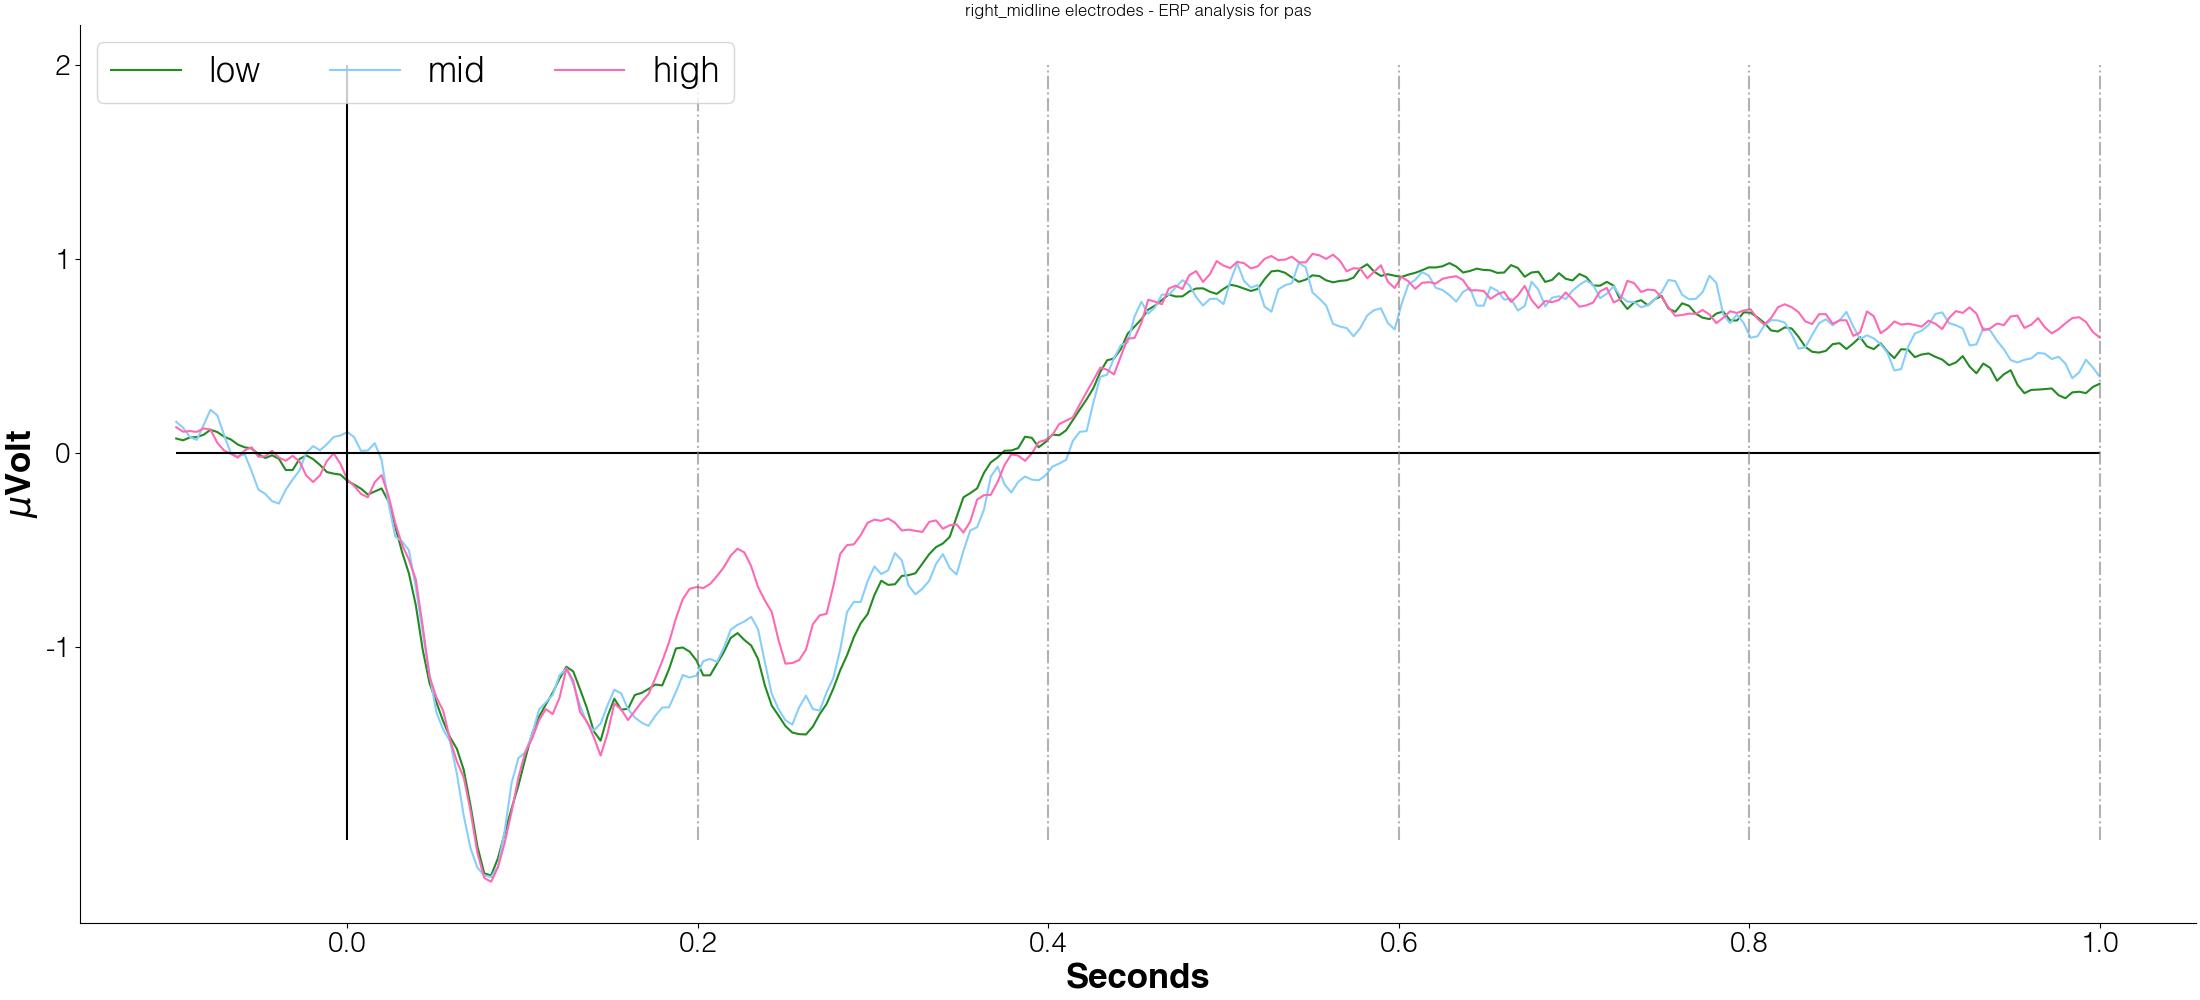 right_midline electrodes - ERP analysis for pas
low mid high
2
1
0
-1
µVolt
0.0 0.2 0.4 0.6 0.8 1.0
Seconds